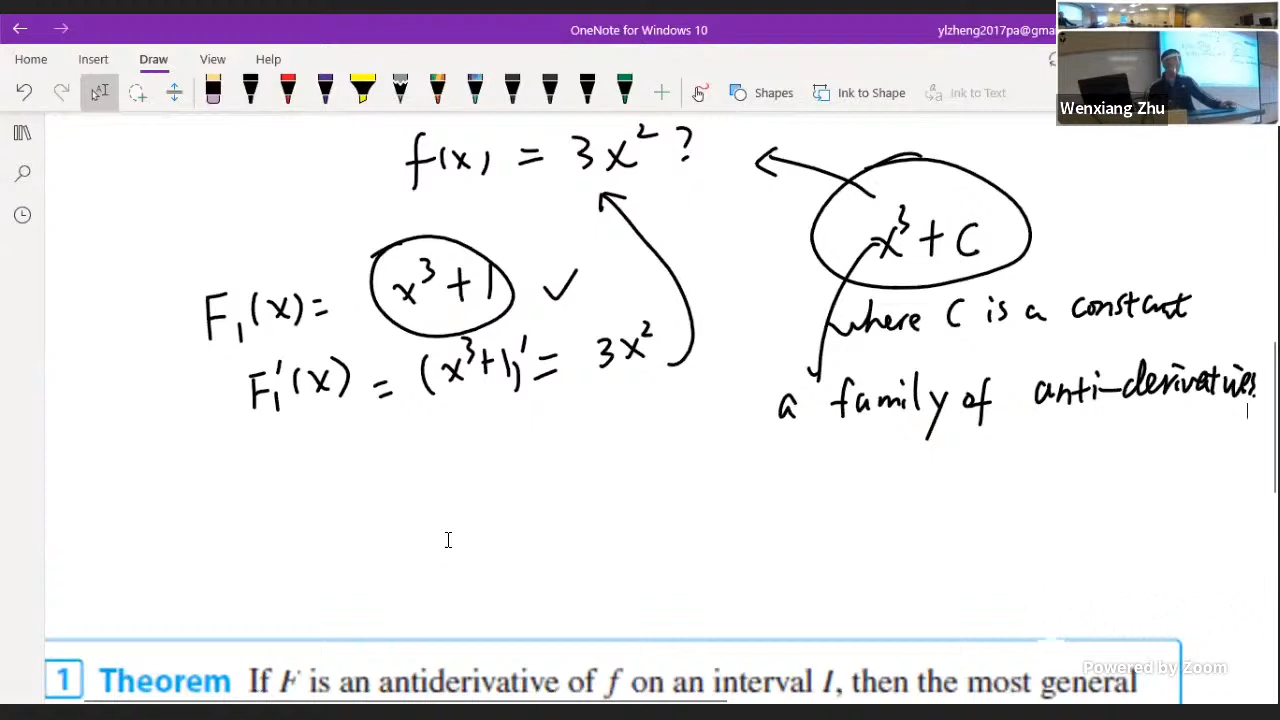 OneNote for Windows 10
ylzheng2017pa@gma
Home Insert Draw View Help
Shapes Ink to Shape Ink to Text
Wenxiang Zhu
f(x) = 3x² ?
x³ + C
F₁(x) = x³ + 1 ✓
where C is a constant
F₁'(x) = (x³+1)' = 3x²
a family of anti-derivatives.
1 Theorem If F is an antiderivative of f on an interval I, then the most general
Powered by Zoom